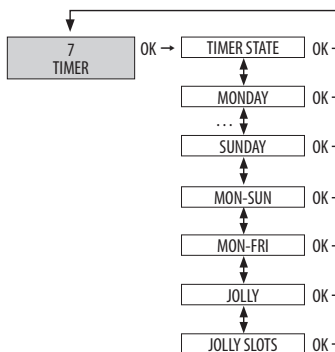 7
TIMER
OK
TIMER STATE
OK
MONDAY
OK
...
SUNDAY
OK
MON-SUN
OK
MON-FRI
OK
JOLLY
OK
JOLLY SLOTS
OK